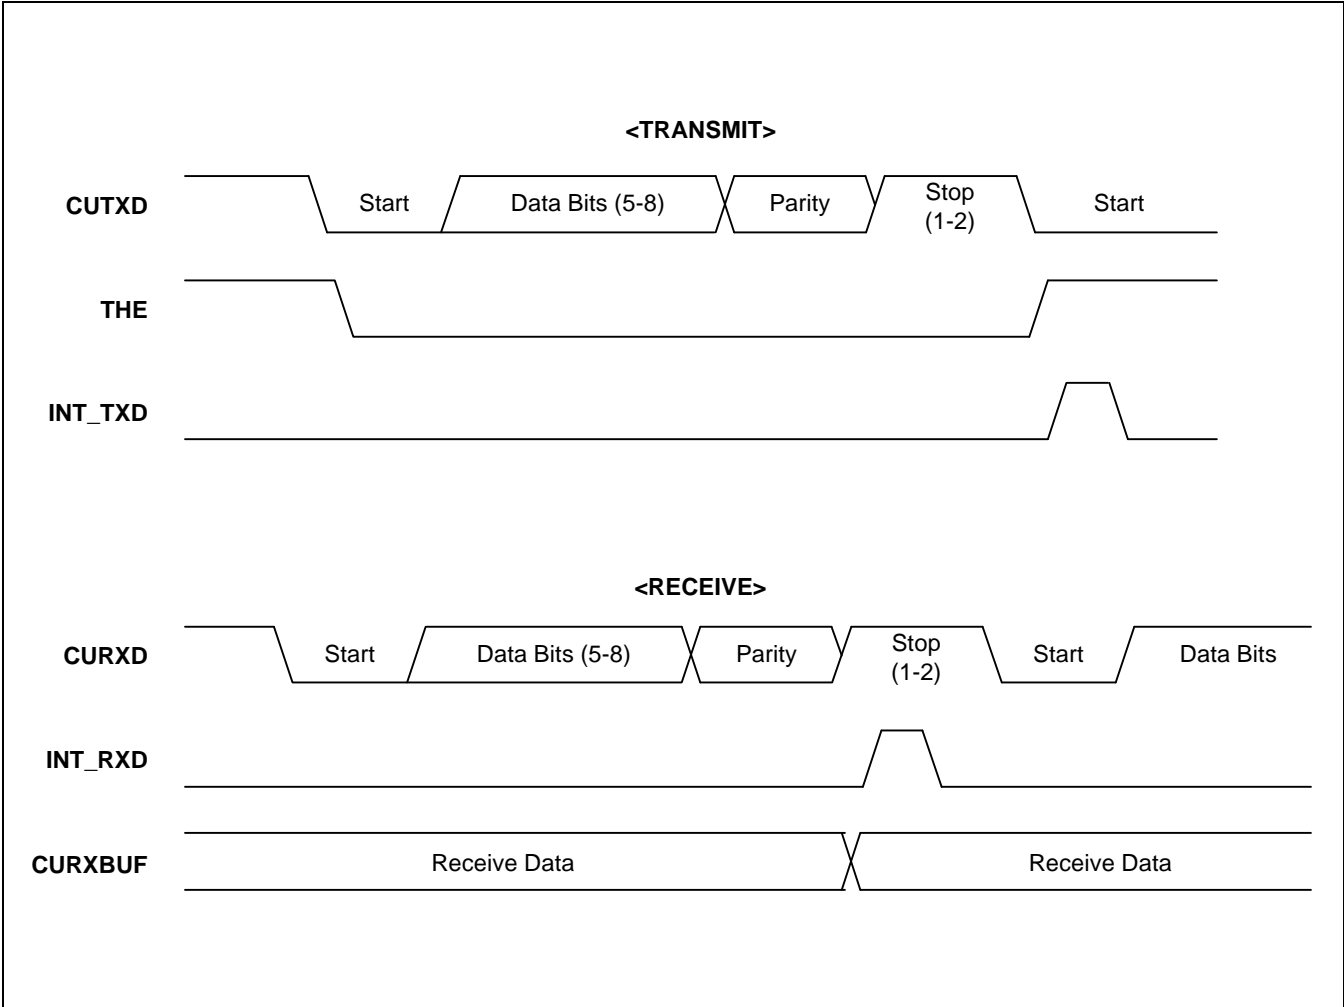 <TRANSMIT>
CUTXD
Start
Data Bits (5-8)
Parity
Stop
(1-2)
Start
THE
INT_TXD
<RECEIVE>
CURXD
Start
Data Bits (5-8)
Parity
Stop
(1-2)
Start
Data Bits
INT_RXD
CURXBUF
Receive Data
Receive Data